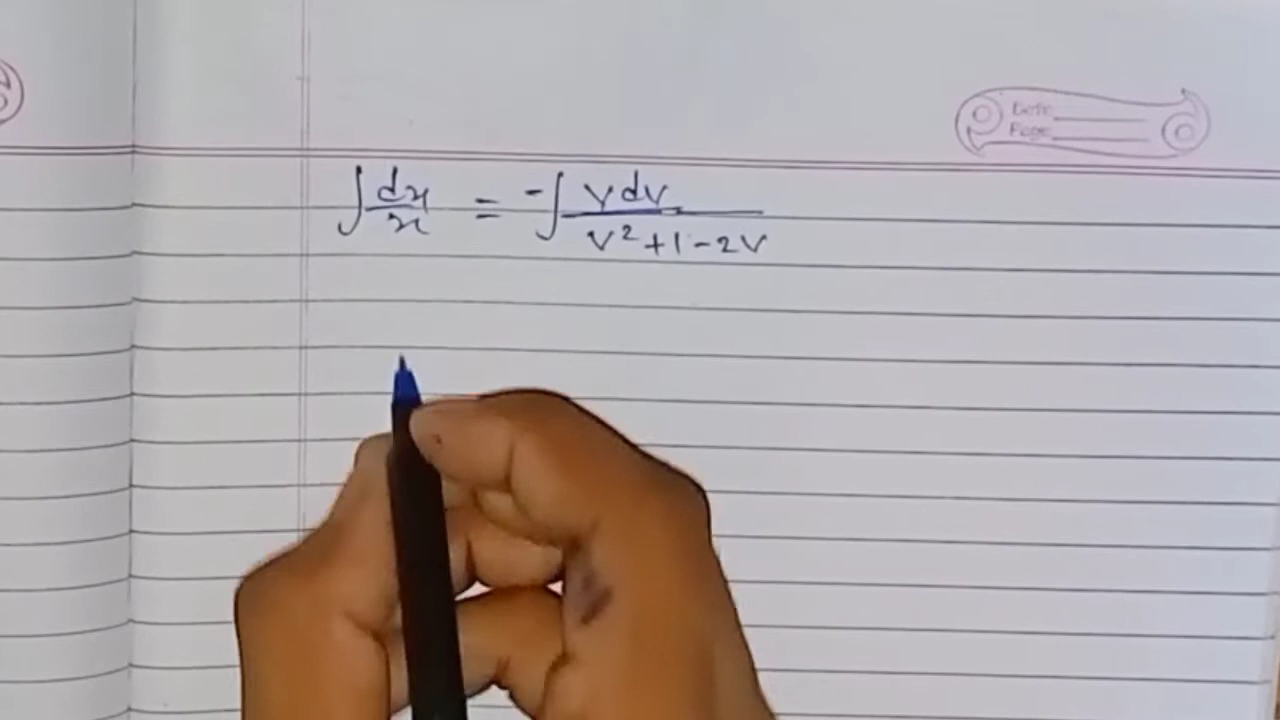 Date
Page
∫ dx/x = -∫ v dv / v² + 1 - 2v